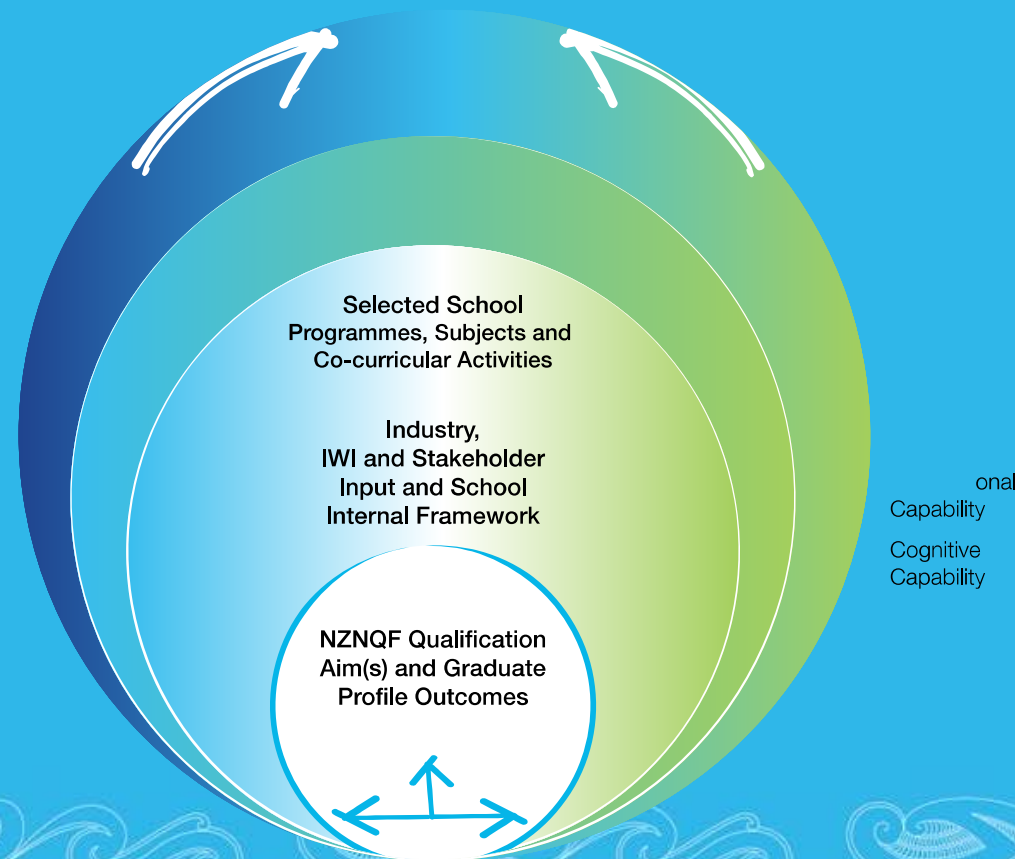 Selected School
Programmes, Subjects and
Co-curricular Activities
Industry,
IWI and Stakeholder
Input and School
Internal Framework
NZNQF Qualification
Aim(s) and Graduate
Profile Outcomes
onal
Capability
Cognitive
Capability